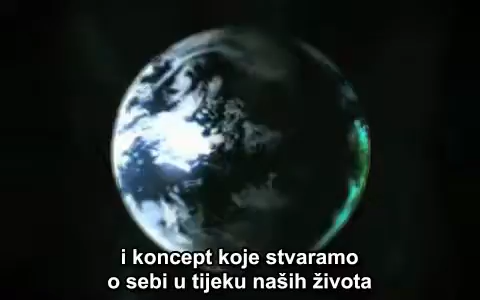 i koncept koje stvaramo
o sebi u tijeku naših života